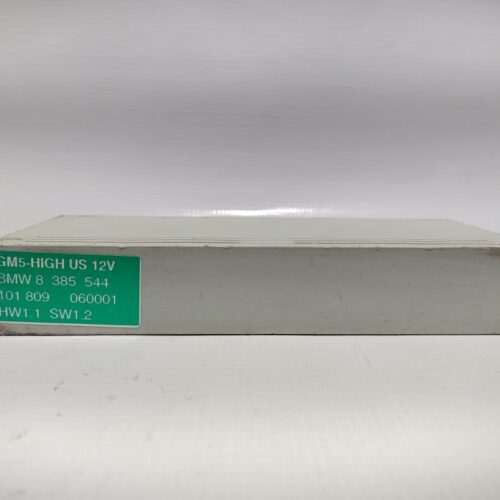 GM5-HIGH US 12V
BMW 8 385 544
101 809 060001
HW1.1 SW1.2